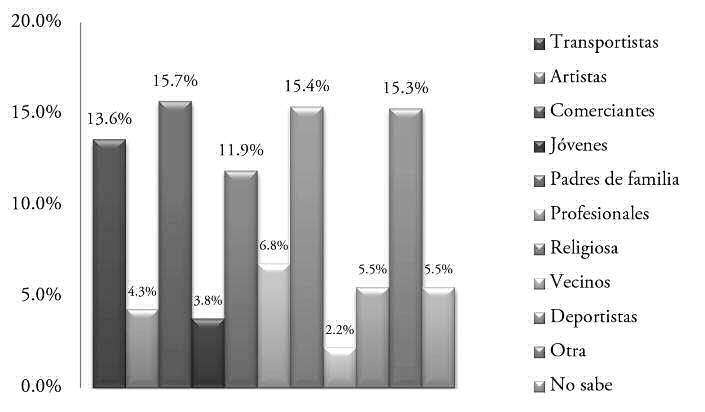 20.0%
15.0%
10.0%
5.0%
0.0%
13.6%
4.3%
15.7%
3.8%
11.9%
6.8%
15.4%
2.2%
5.5%
15.3%
5.5%
Transportistas
Artistas
Comerciantes
Jóvenes
Padres de familia
Profesionales
Religiosa
Vecinos
Deportistas
Otra
No sabe